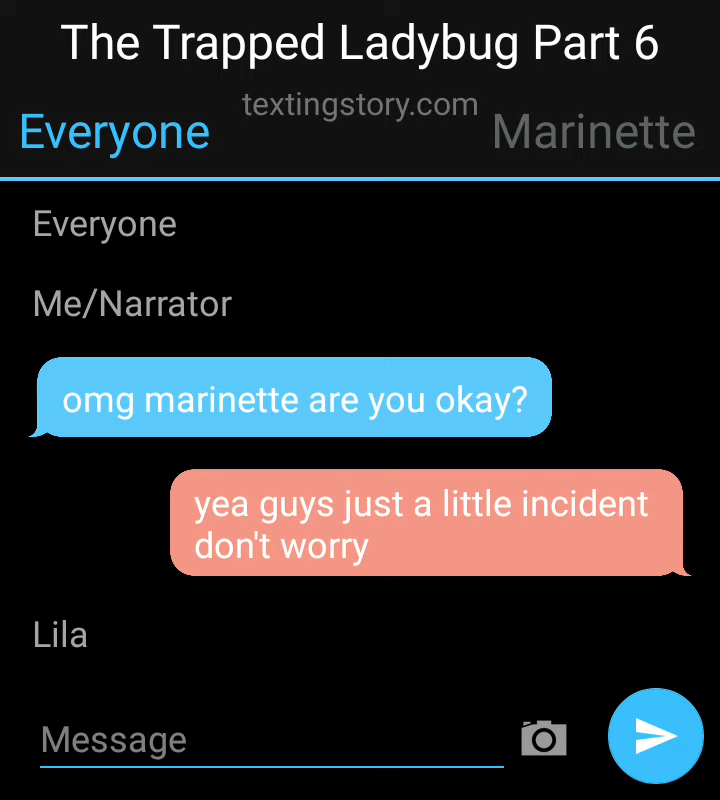 The Trapped Ladybug Part 6
textingstory.com
Everyone
Marinette
Everyone
Me/Narrator
omg marinette are you okay?
yea guys just a little incident
don't worry
Lila
Message